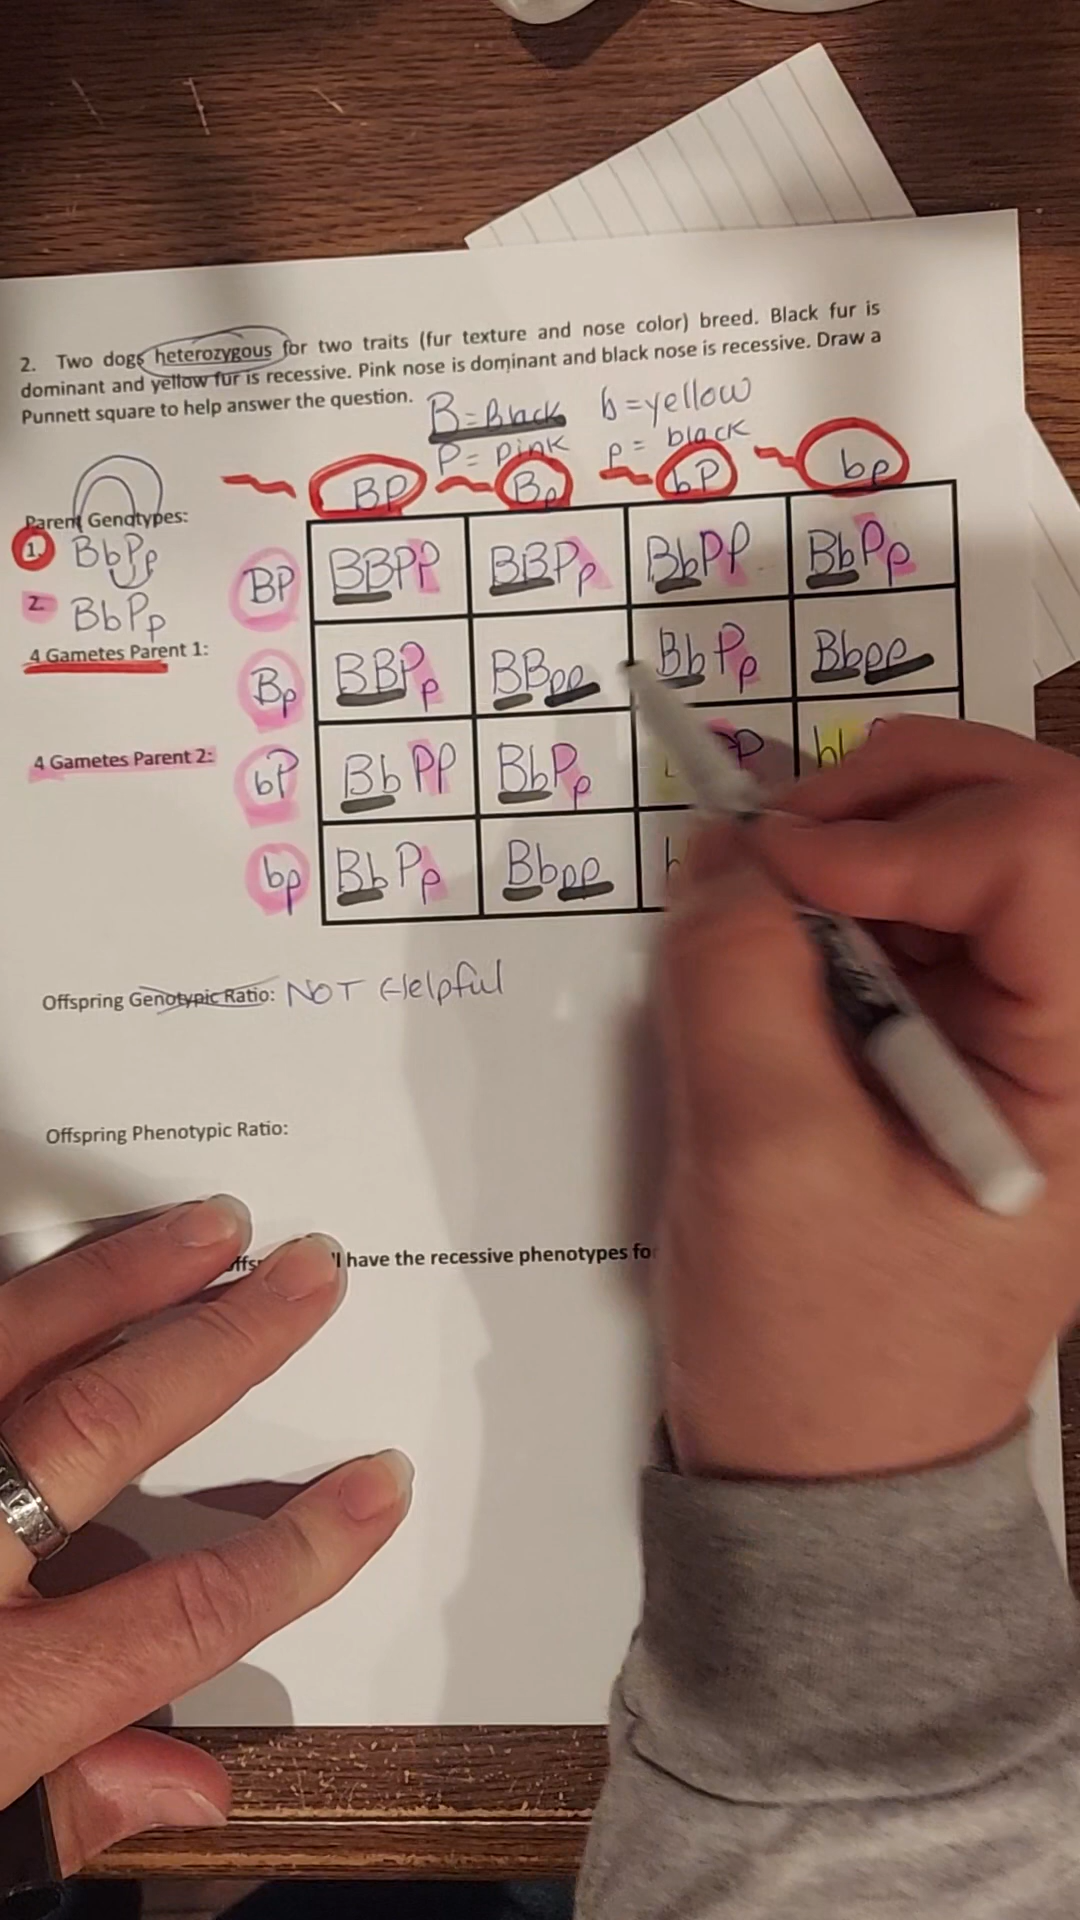 2. Two dogs heterozygous for two traits (fur texture and nose color) breed. Black fur is
dominant and yellow fur is recessive. Pink nose is dominant and black nose is recessive. Draw a
Punnett square to help answer the question.
B=Black b=yellow
P=Pink p=black
BP Bp bP bp
Parent Genotypes:
1. BbPp
2. BbPp
4 Gametes Parent 1:
4 Gametes Parent 2:
BP BBPP BBPp BbPP BbPp
Bp BBPp BBpp BbPp Bbpp
bP BbPP BbPp
bp BbPp Bbpp
Offspring Genotypic Ratio: NOT Helpful
Offspring Phenotypic Ratio:
have the recessive phenotypes